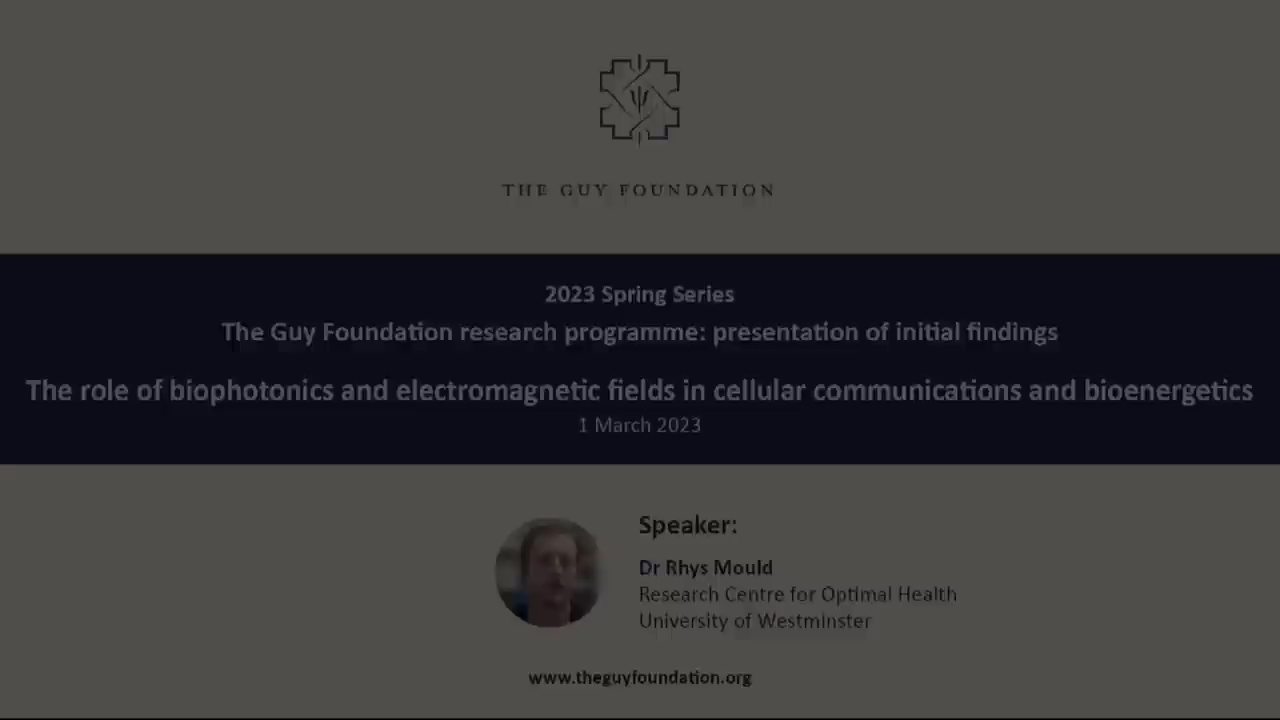 THE GUY FOUNDATION
2023 Spring Series
The Guy Foundation research programme: presentation of initial findings
The role of biophotonics and electromagnetic fields in cellular communications and bioenergetics
1 March 2023
Speaker:
Dr Rhys Mould
Research Centre for Optimal Health
University of Westminster
www.theguyfoundation.org